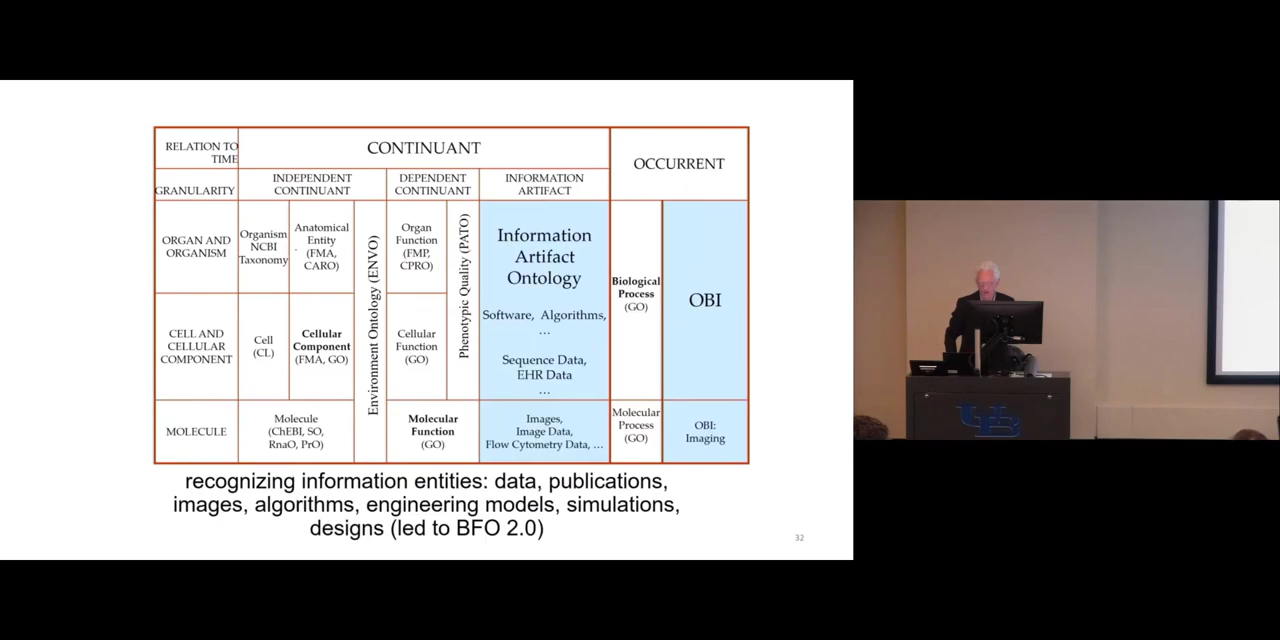 RELATION TO
TIME
CONTINUANT
OCCURRENT
GRANULARITY
INDEPENDENT
CONTINUANT
DEPENDENT
CONTINUANT
INFORMATION
ARTIFACT
ORGAN AND
ORGANISM
Organism
NCBI
Taxonomy
Anatomical
Entity
(FMA,
CARO)
Environment Ontology (ENVO)
Organ
Function
(FMP,
CPRO)
Phenotypic Quality (PATO)
Information
Artifact
Ontology
Software, Algorithms,
…
Sequence Data,
EHR Data
…
Biological
Process
(GO)
OBI
CELL AND
CELLULAR
COMPONENT
Cell
(CL)
Cellular
Component
(FMA, GO)
Cellular
Function
(GO)
MOLECULE
Molecule
(ChEBI, SO,
RnaO, PrO)
Molecular
Function
(GO)
Images,
Image Data,
Flow Cytometry Data, …
Molecular
Process
(GO)
OBI:
Imaging
recognizing information entities: data, publications,
images, algorithms, engineering models, simulations,
designs (led to BFO 2.0)
32
UB